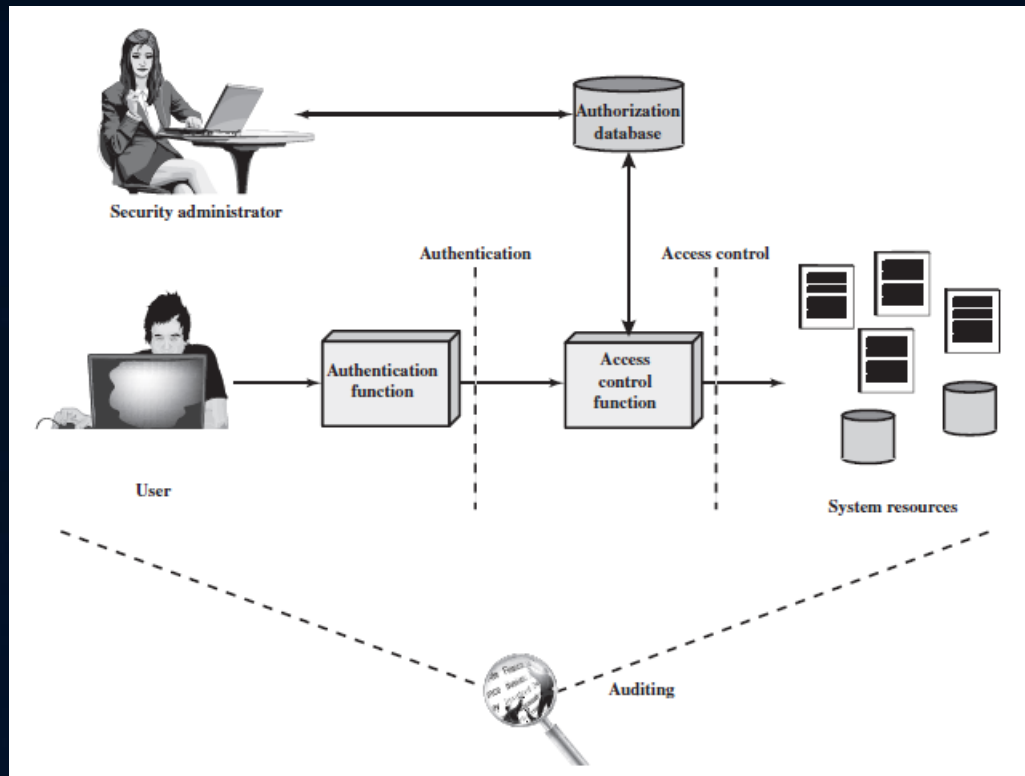 Authorization
database
Security administrator
Authentication
Access control
Authentication
function
Access
control
function
User
System resources
Auditing